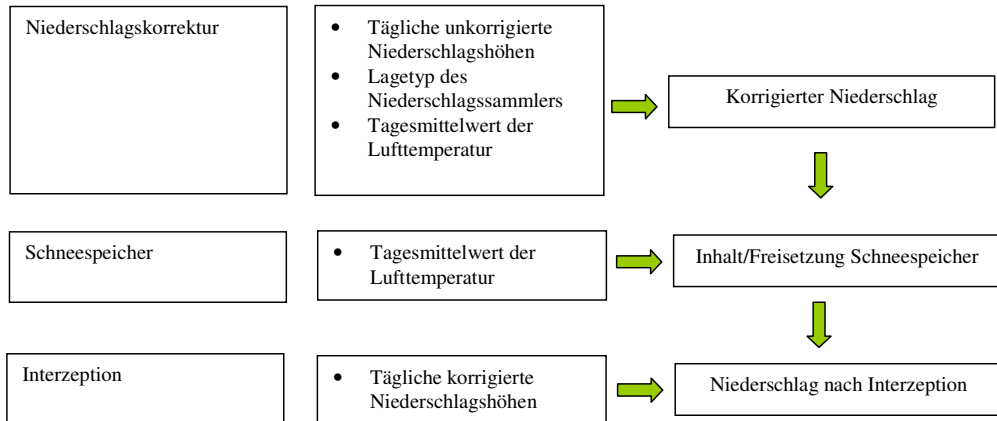 Niederschlagskorrektur
• Tägliche unkorrigierte
Niederschlagshöhen
• Lagetyp des
Niederschlagssammlers
• Tagesmittelwert der
Lufttemperatur
Korrigierter Niederschlag
Schneespeicher
• Tagesmittelwert der
Lufttemperatur
Inhalt/Freisetzung Schneespeicher
Interzeption
• Tägliche korrigierte
Niederschlagshöhen
Niederschlag nach Interzeption